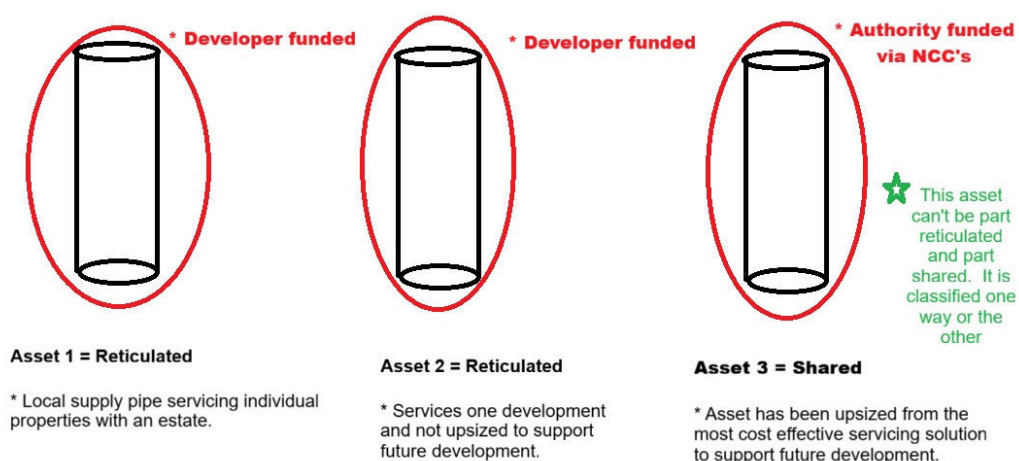 * Developer funded
* Developer funded
* Authority funded
via NCC's
This asset
can't be part
reticulated
and part
shared. It is
classified one
way or the
other
Asset 1 = Reticulated
* Local supply pipe servicing individual
properties with an estate.
Asset 2 = Reticulated
* Services one development
and not upsized to support
future development.
Asset 3 = Shared
* Asset has been upsized from the
most cost effective servicing solution
to support future development.